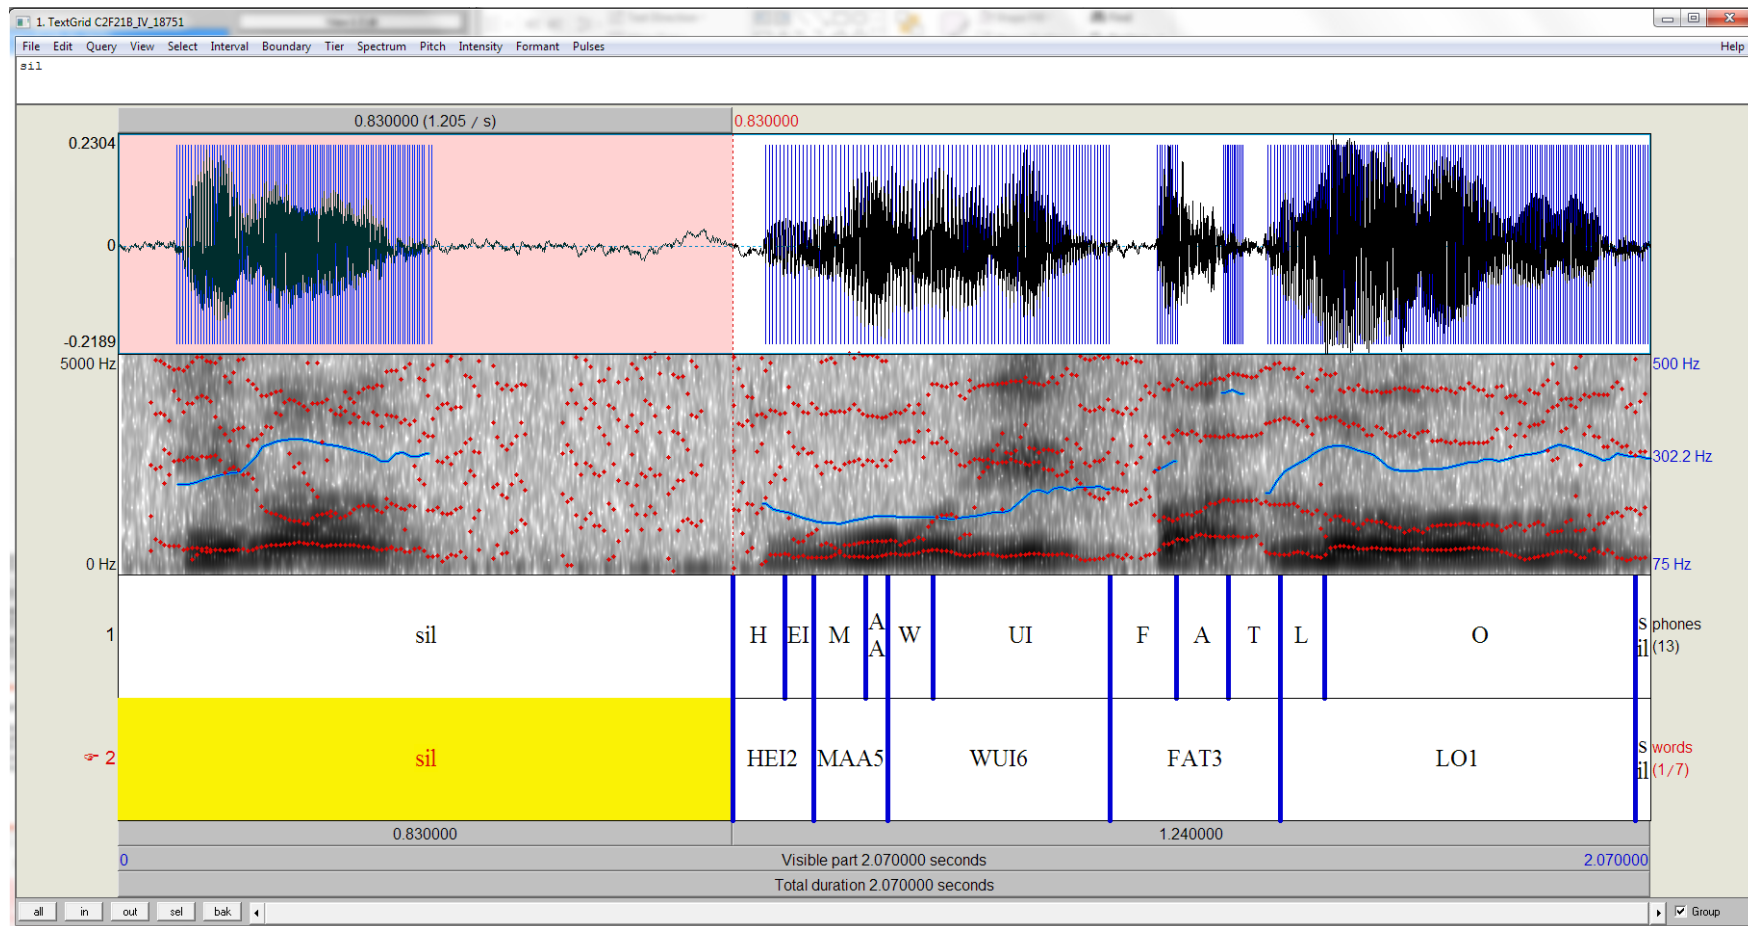 1. TextGrid C2F21B_IV_18751
File Edit Query View Select Interval Boundary Tier Spectrum Pitch Intensity Formant Pulses Help
sil
0.830000 (1.205 / s) 0.830000
0.2304
0
-0.2189
5000 Hz 500 Hz
302.2 Hz
0 Hz 75 Hz
1 sil H EI M AA W UI F A T L O sil phones (13)
2 sil HEI2 MAA5 WUI6 FAT3 LO1 sil words (1/7)
0.830000 1.240000
0 Visible part 2.070000 seconds 2.070000
Total duration 2.070000 seconds
all in out sel bak Group